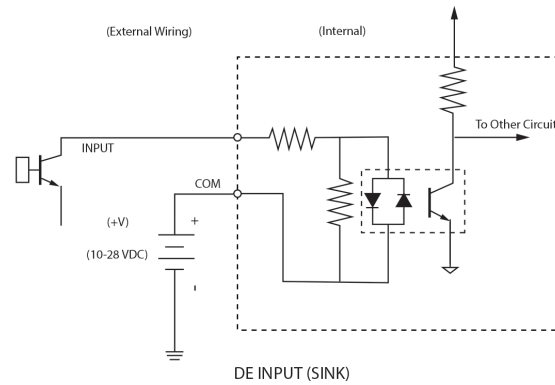 (External Wiring)
(Internal)
To Other Circuit
INPUT
COM
(+V)
+
(10-28 VDC)
-
DE INPUT (SINK)